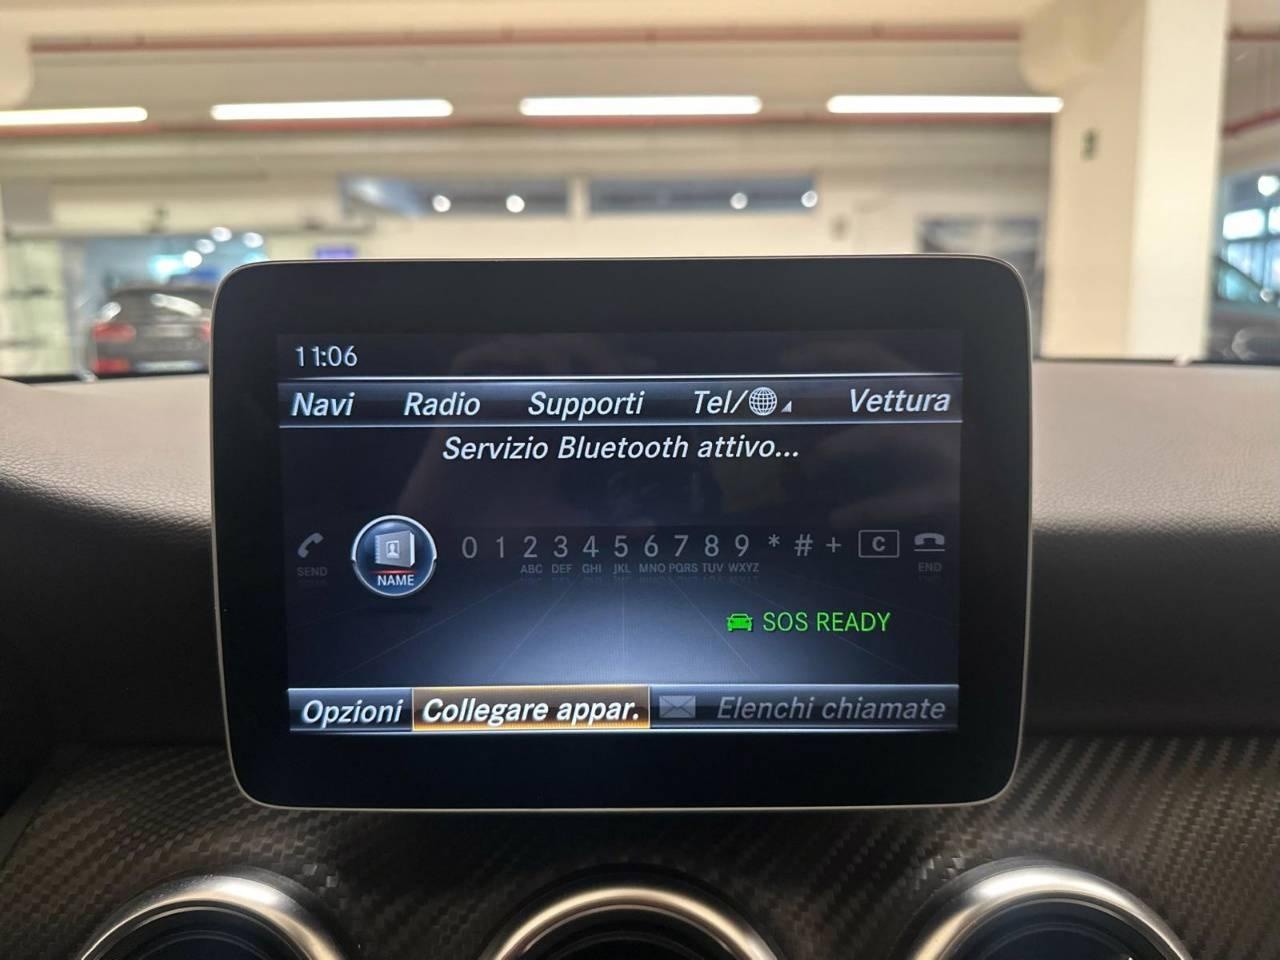 11:06
Navi Radio Supporti Tel/ Vettura
Servizio Bluetooth attivo...
SEND NAME 0 1 2 3 4 5 6 7 8 9 * # + C END
ABC DEF GHI JKL MNO PQRS TUV WXYZ
SOS READY
Opzioni Collegare appar. Elenchi chiamate